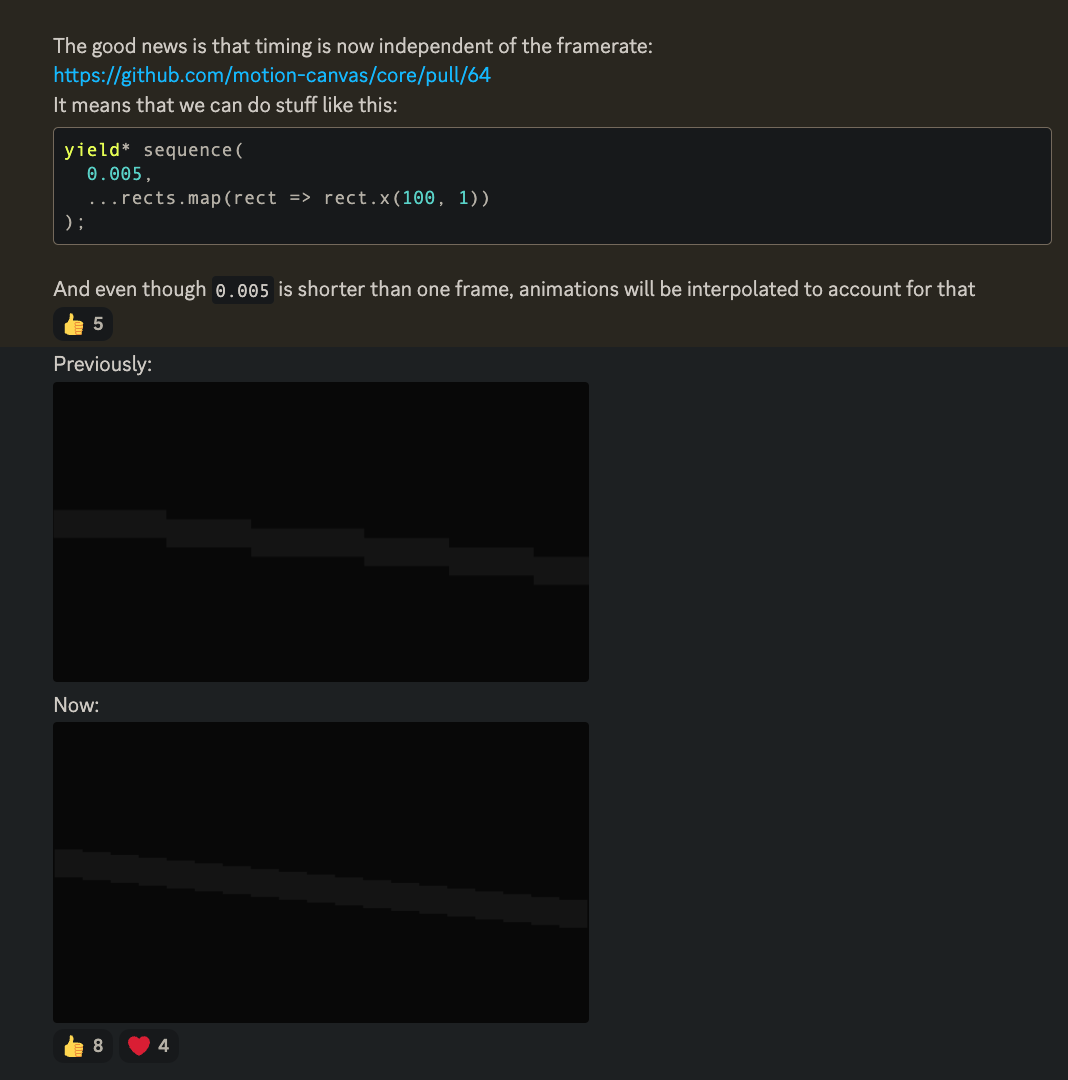 The good news is that timing is now independent of the framerate:
https://github.com/motion-canvas/core/pull/64
It means that we can do stuff like this:
yield* sequence(
  0.005,
  ...rects.map(rect => rect.x(100, 1))
);
And even though 0.005 is shorter than one frame, animations will be interpolated to account for that
👍 5
Previously:
Now:
👍 8 ❤️ 4